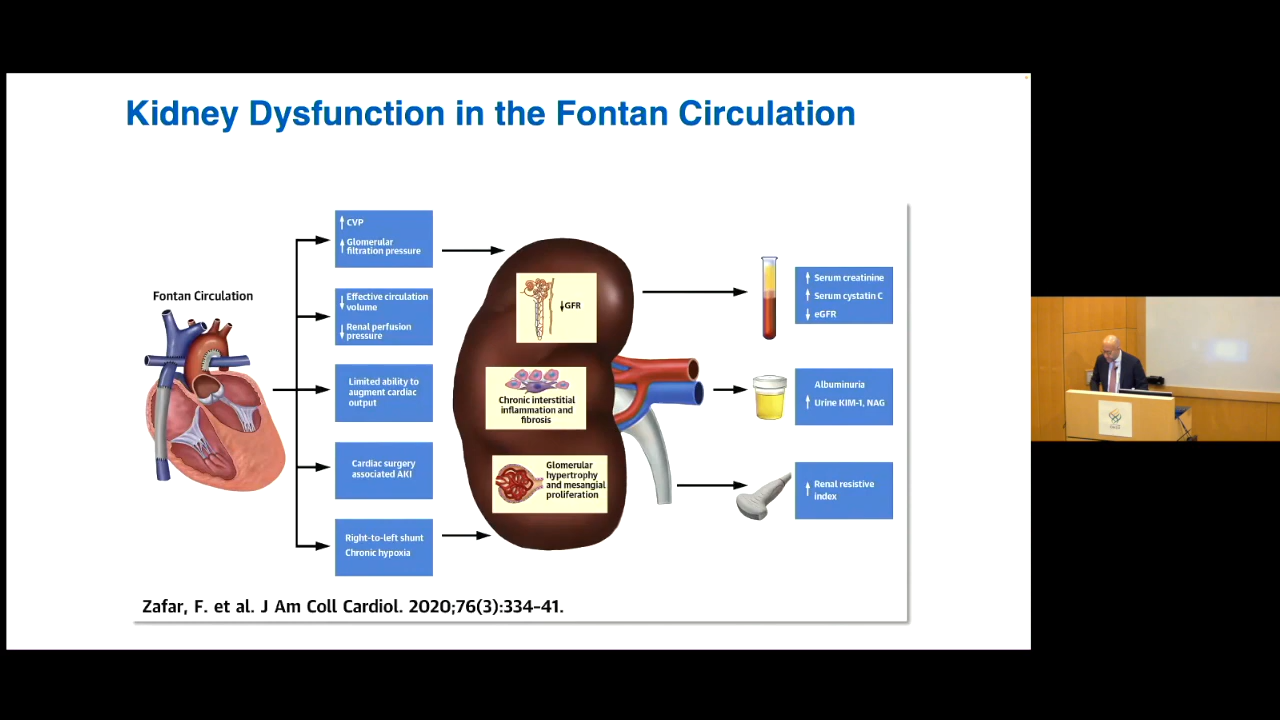 Kidney Dysfunction in the Fontan Circulation
Fontan Circulation
↑ CVP
↑ Glomerular
filtration pressure
↓ Effective circulation
volume
↓ Renal perfusion
pressure
Limited ability to
augment cardiac
output
Cardiac surgery
associated AKI
Right-to-left shunt
Chronic hypoxia
↓GFR
Chronic interstitial
inflammation and
fibrosis
Glomerular
hypertrophy
and mesangial
proliferation
↑ Serum creatinine
↑ Serum cystatin C
↓ eGFR
Albuminuria
↑ Urine KIM-1, NAG
↑ Renal resistive
index
Zafar, F. et al. J Am Coll Cardiol. 2020;76(3):334–41.